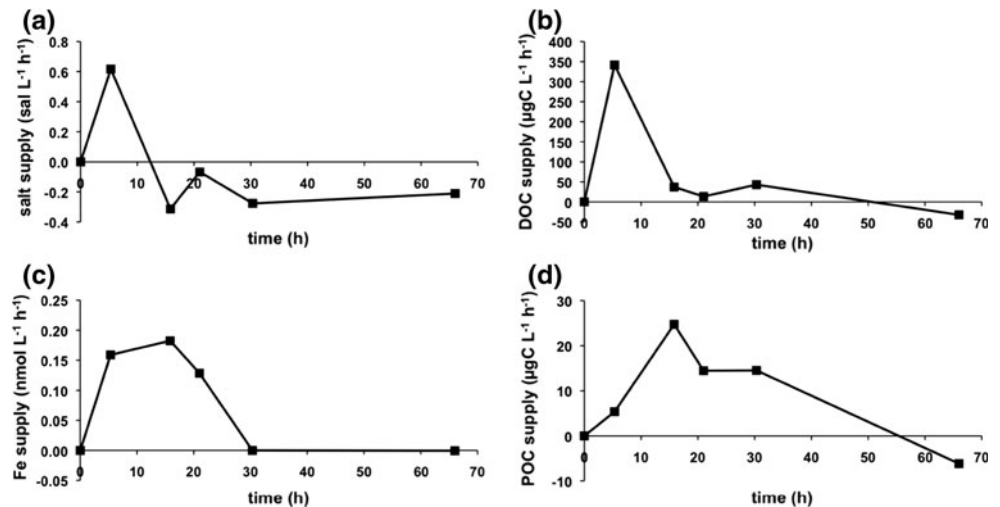 (a)
salt supply (sal L⁻¹ h⁻¹)
0.8
0.6
0.4
0.2
0.0
-0.2
-0.4
0 10 20 30 40 50 60 70
time (h)
(b)
DOC supply (µgC L⁻¹ h⁻¹)
400
350
300
250
200
150
100
50
0
-50
0 10 20 30 40 50 60 70
time (h)
(c)
Fe supply (nmol L⁻¹ h⁻¹)
0.25
0.20
0.15
0.10
0.05
0.00
-0.05
0 10 20 30 40 50 60 70
time (h)
(d)
POC supply (µgC L⁻¹ h⁻¹)
30
20
10
0
-10
0 10 20 30 40 50 60 70
time (h)